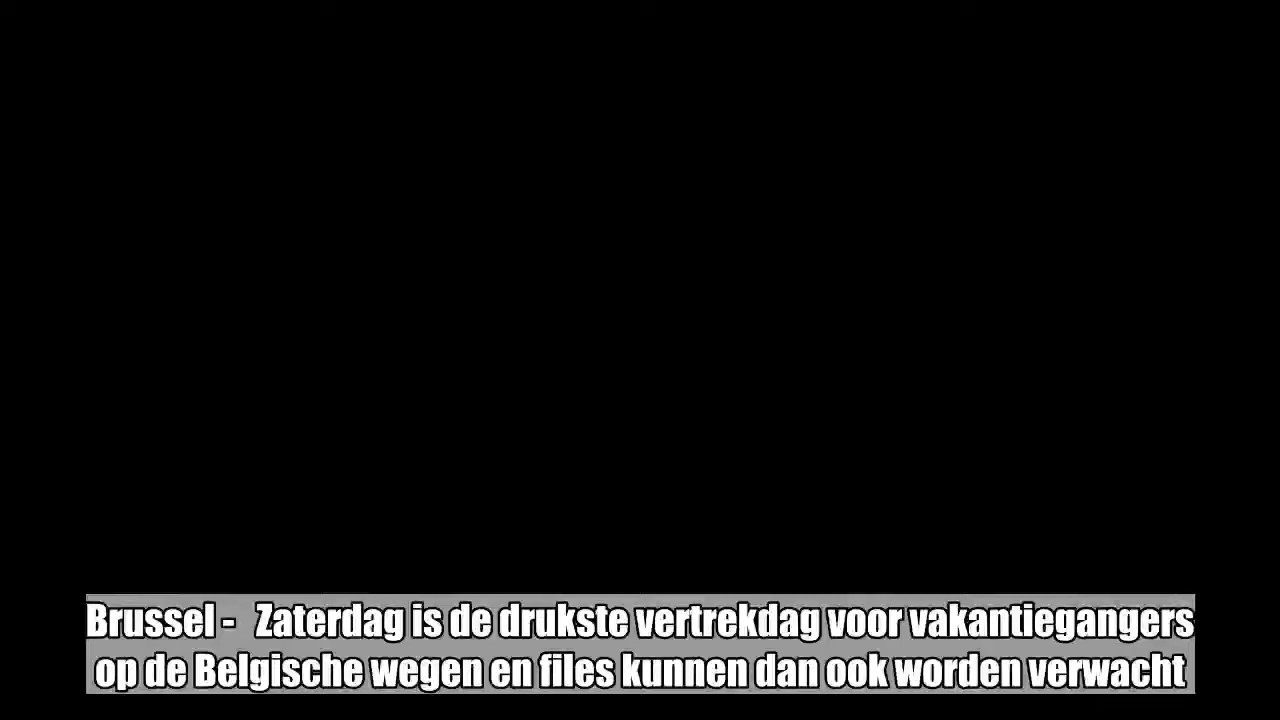 Brussel -  Zaterdag is de drukste vertrekdag voor vakantiegangers
op de Belgische wegen en files kunnen dan ook worden verwacht